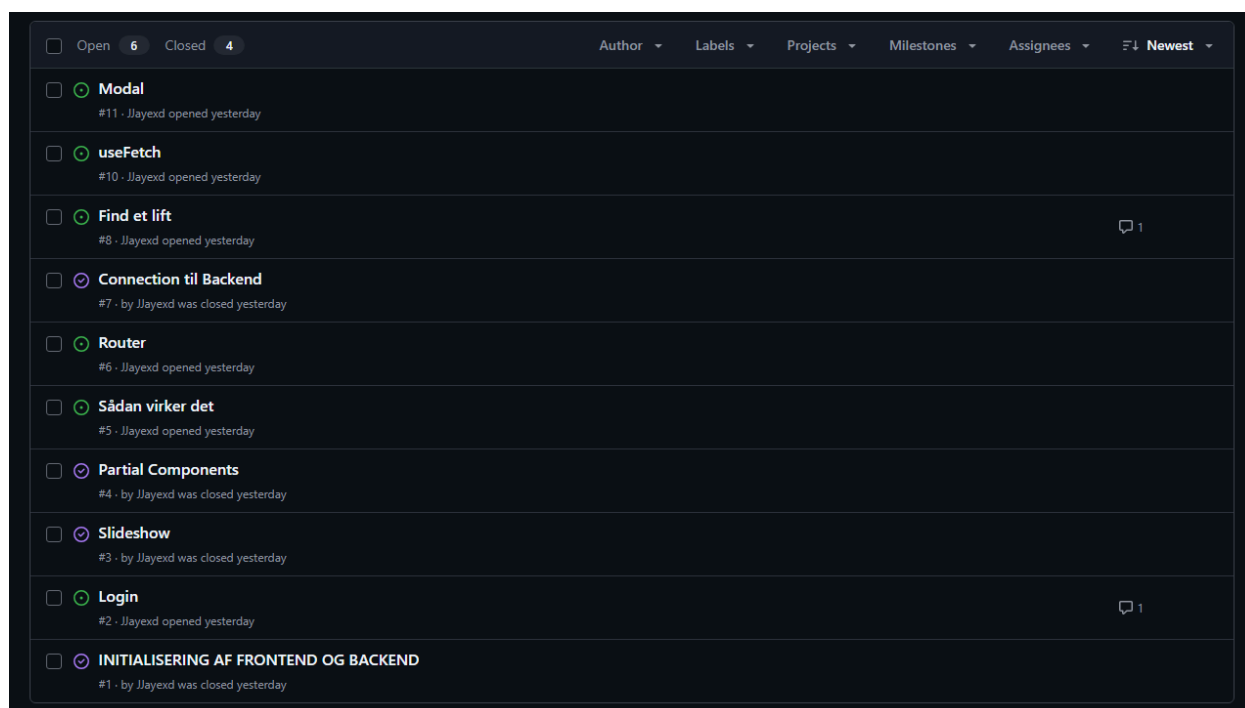 Open 6 Closed 4 Author Labels Projects Milestones Assignees Newest
Modal
#11 · JJayexd opened yesterday
useFetch
#10 · JJayexd opened yesterday
Find et lift
1
#8 · JJayexd opened yesterday
Connection til Backend
#7 · by JJayexd was closed yesterday
Router
#6 · JJayexd opened yesterday
Sådan virker det
#5 · JJayexd opened yesterday
Partial Components
#4 · by JJayexd was closed yesterday
Slideshow
#3 · by JJayexd was closed yesterday
Login
1
#2 · JJayexd opened yesterday
INITIALISERING AF FRONTEND OG BACKEND
#1 · by JJayexd was closed yesterday